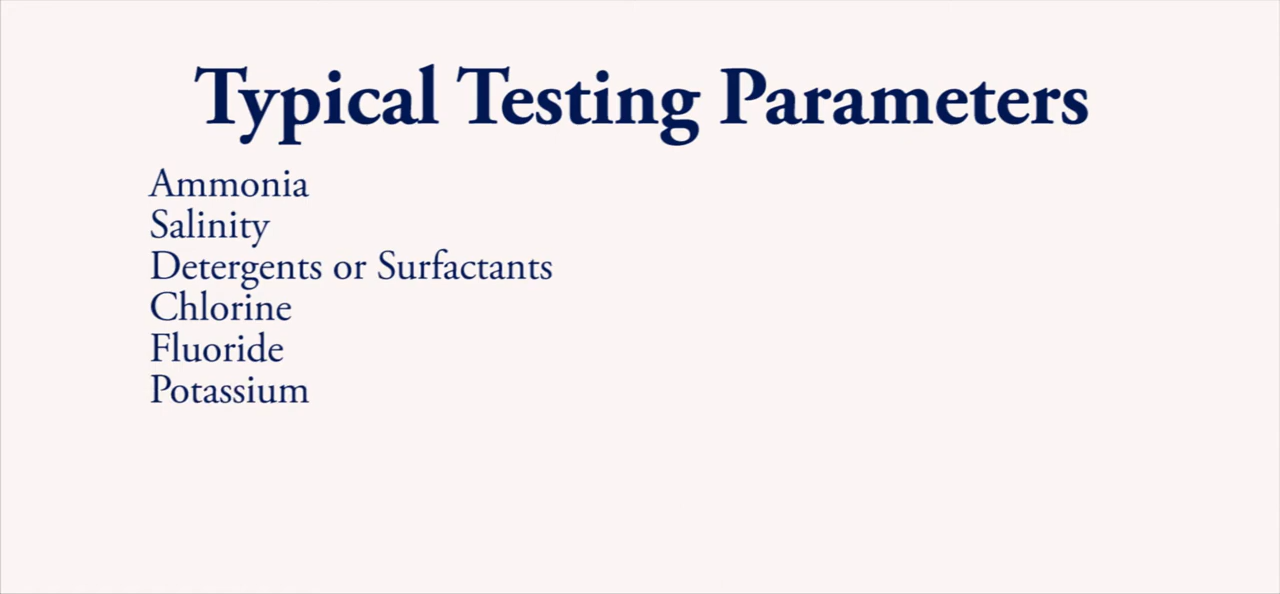 Typical Testing Parameters
Ammonia
Salinity
Detergents or Surfactants
Chlorine
Fluoride
Potassium